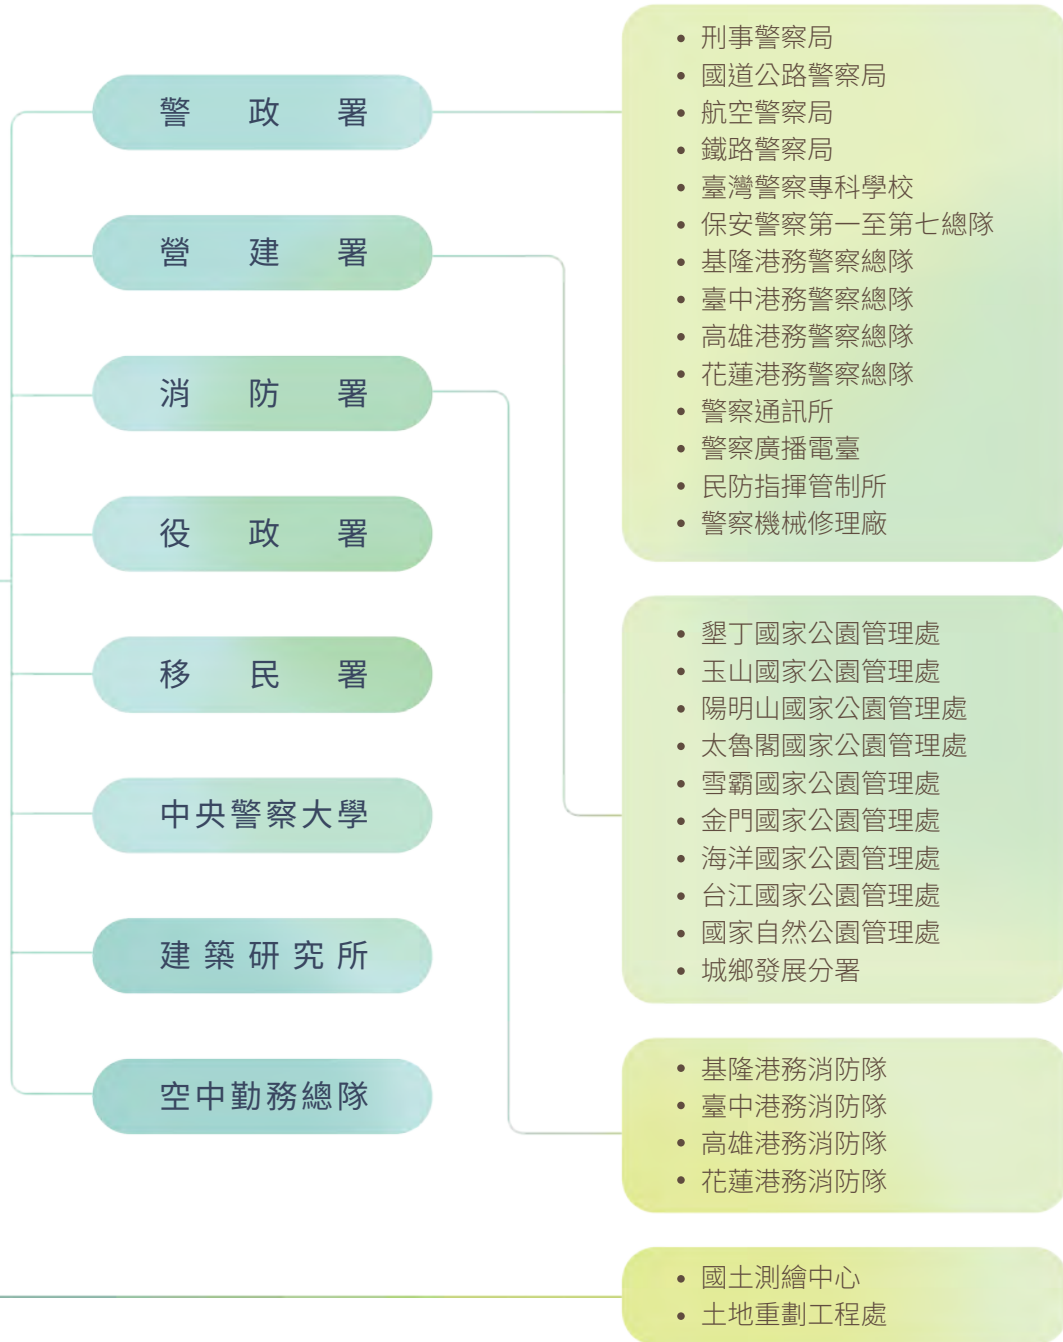 警政署
營建署
消防署
役政署
移民署
中央警察大學
建築研究所
空中勤務總隊
• 刑事警察局
• 國道公路警察局
• 航空警察局
• 鐵路警察局
• 臺灣警察專科學校
• 保安警察第一至第七總隊
• 基隆港務警察總隊
• 臺中港務警察總隊
• 高雄港務警察總隊
• 花蓮港務警察總隊
• 警察通訊所
• 警察廣播電臺
• 民防指揮管制所
• 警察機械修理廠
• 墾丁國家公園管理處
• 玉山國家公園管理處
• 陽明山國家公園管理處
• 太魯閣國家公園管理處
• 雪霸國家公園管理處
• 金門國家公園管理處
• 海洋國家公園管理處
• 台江國家公園管理處
• 國家自然公園管理處
• 城鄉發展分署
• 基隆港務消防隊
• 臺中港務消防隊
• 高雄港務消防隊
• 花蓮港務消防隊
• 國土測繪中心
• 土地重劃工程處